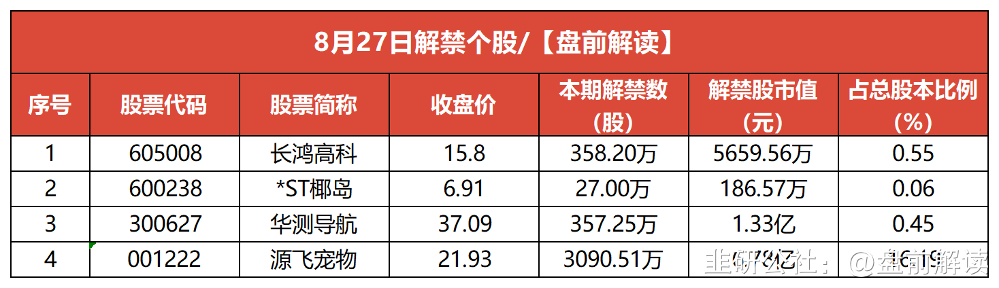 8月27日解禁个股/【盘前解读】
序号 股票代码 股票简称 收盘价 本期解禁数(股) 解禁股市值(元) 占总股本比例(%)
1 605008 长鸿高科 15.8 358.20万 5659.56万 0.55
2 600238 *ST椰岛 6.91 27.00万 186.57万 0.06
3 300627 华测导航 37.09 357.25万 1.33亿 0.45
4 001222 源飞宠物 21.93 3090.51万 6.78亿 16.19
韭研公社：@盘前解读